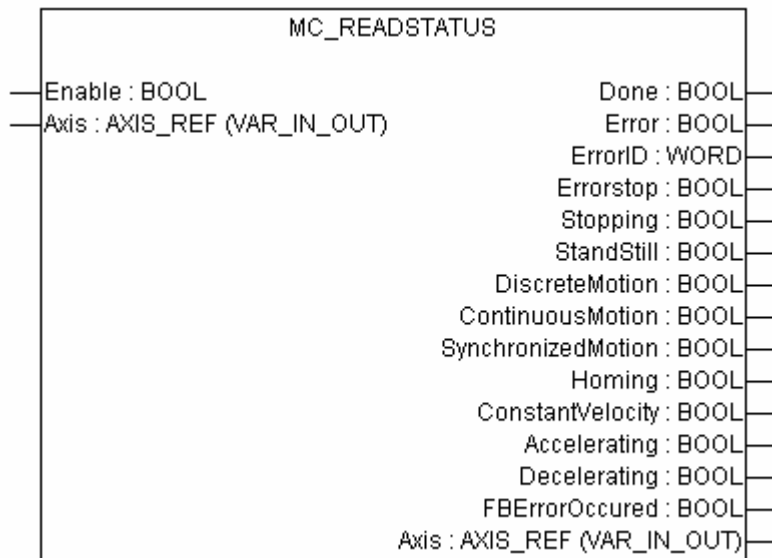 MC_READSTATUS
Enable : BOOL Done : BOOL
Axis : AXIS_REF (VAR_IN_OUT) Error : BOOL
ErrorID : WORD
Errorstop : BOOL
Stopping : BOOL
StandStill : BOOL
DiscreteMotion : BOOL
ContinuousMotion : BOOL
SynchronizedMotion : BOOL
Homing : BOOL
ConstantVelocity : BOOL
Accelerating : BOOL
Decelerating : BOOL
FBErrorOccured : BOOL
Axis : AXIS_REF (VAR_IN_OUT)